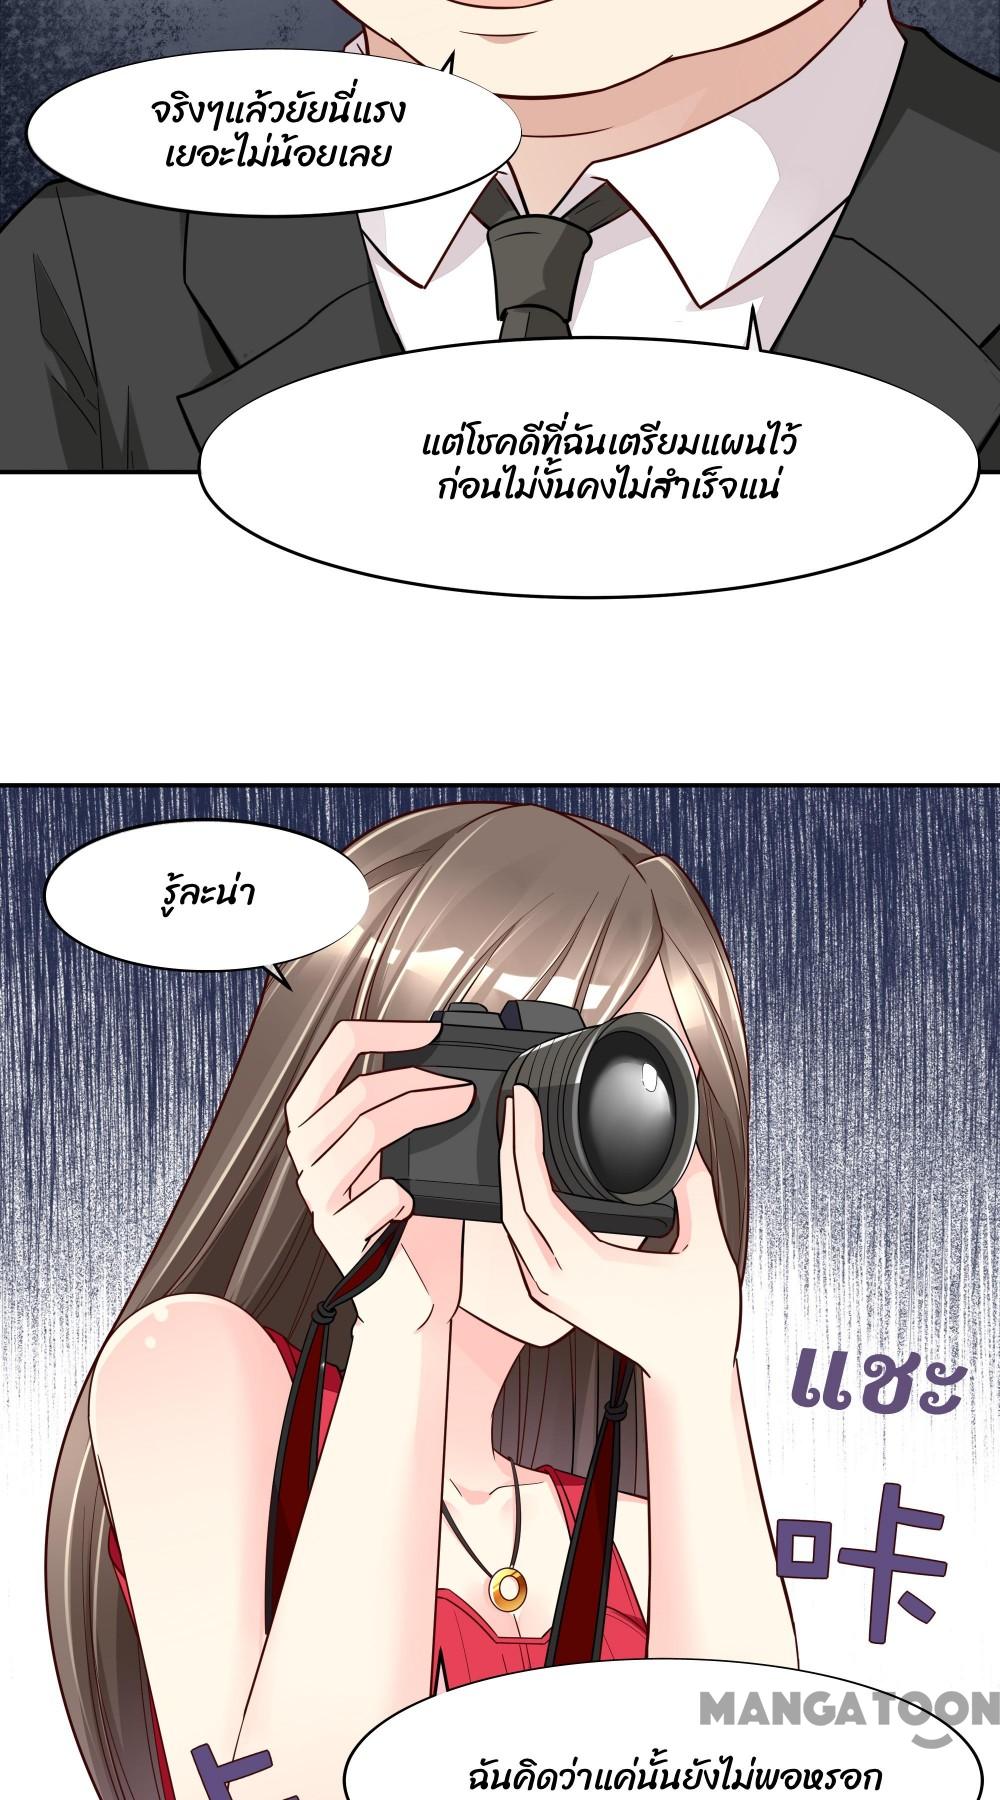 จริงๆแล้วยัยนี่แรง
เยอะไม่น้อยเลย
แต่โชคดีที่ฉันเตรียมแผนไว้
ก่อนไม่งั้นคงไม่สำเร็จแน่
รู้ละน่า
แชะ
咔
MANGATOON
ฉันคิดว่าแค่นั้นยังไม่พอหรอก